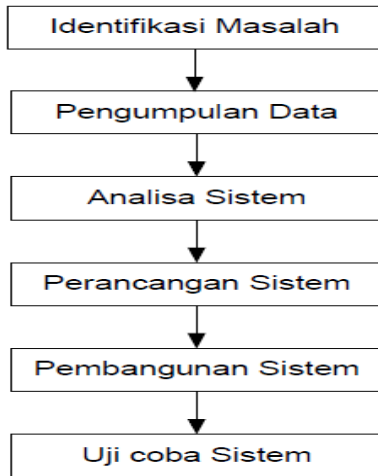 Identifikasi Masalah
Pengumpulan Data
Analisa Sistem
Perancangan Sistem
Pembangunan Sistem
Uji coba Sistem